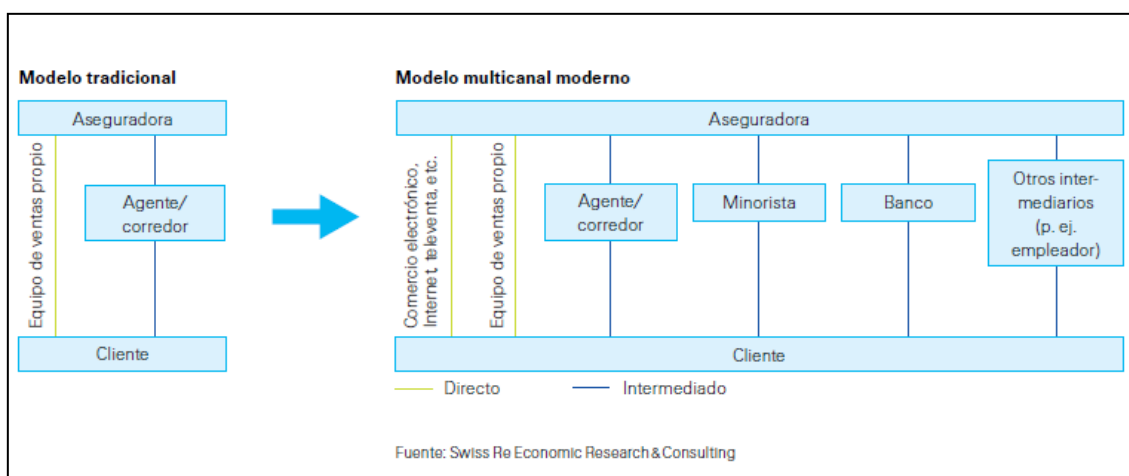 Modelo tradicional
Aseguradora
Equipo de ventas propio
Agente/
corredor
Cliente
Modelo multicanal moderno
Aseguradora
Comercio electrónico,
Internet, televenta, etc.
Equipo de ventas propio
Agente/
corredor
Minorista
Banco
Otros inter-
mediarios
(p. ej.
empleador)
Cliente
Directo
Intermediado
Fuente: Swiss Re Economic Research & Consulting